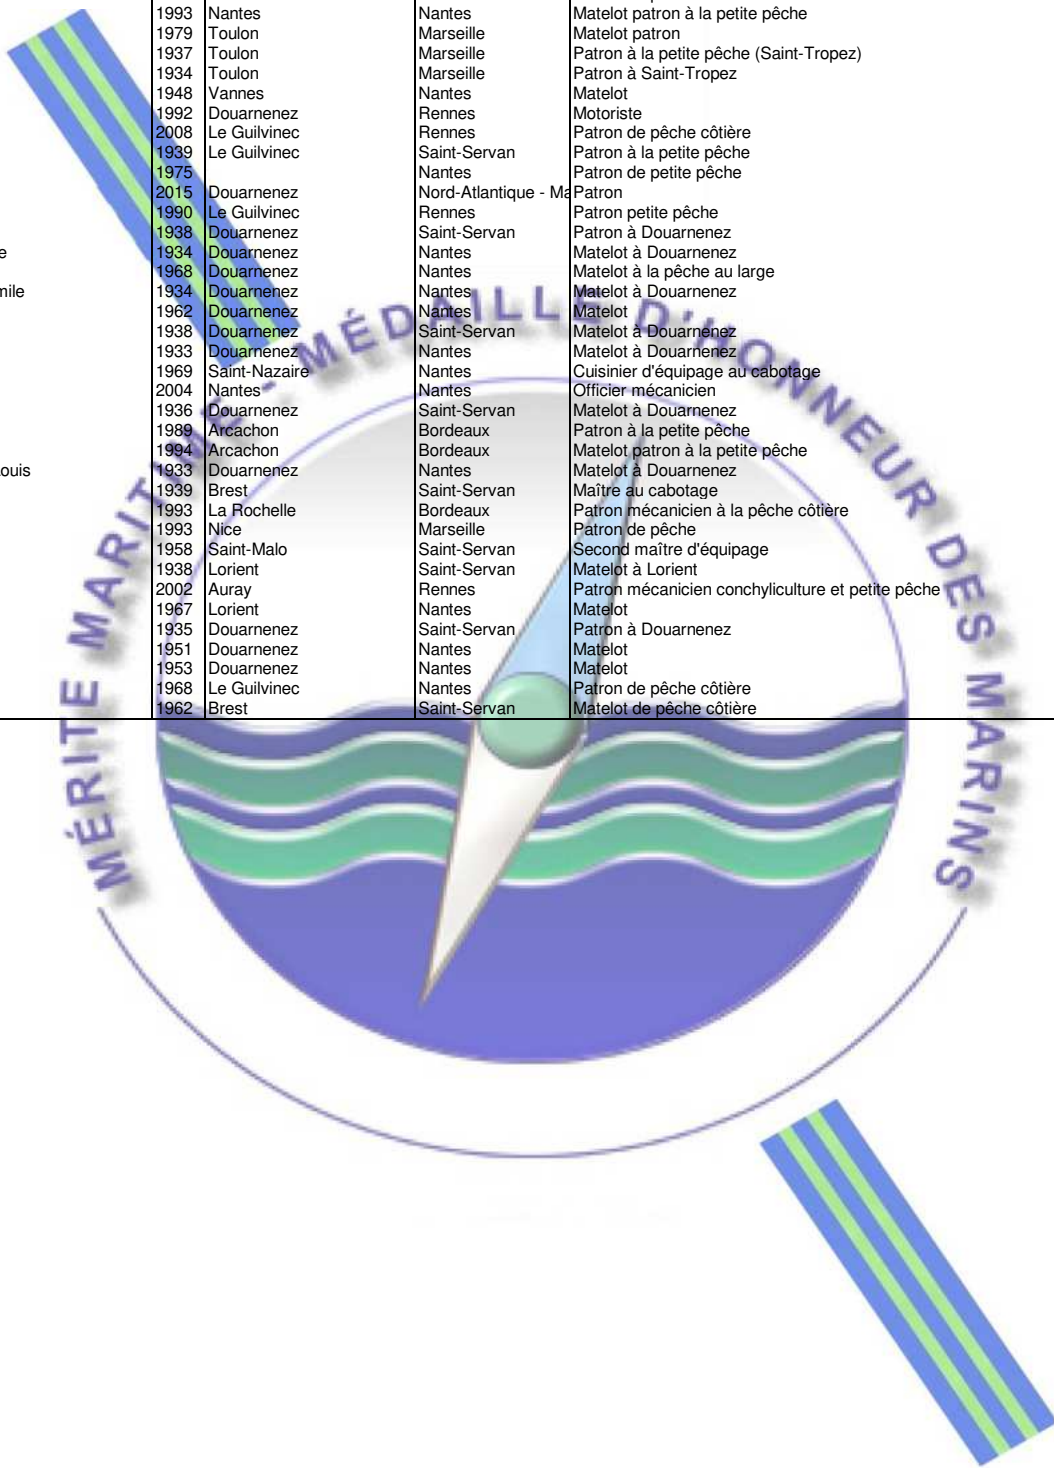 1993 Nantes Nantes Matelot patron à la petite pêche
1979 Toulon Marseille Matelot patron
1937 Toulon Marseille Patron à la petite pêche (Saint-Tropez)
1934 Toulon Marseille Patron à Saint-Tropez
1948 Vannes Nantes Matelot
1992 Douarnenez Rennes Motoriste
2008 Le Guilvinec Rennes Patron de pêche côtière
1939 Le Guilvinec Saint-Servan Patron à la petite pêche
1975 Nantes Patron de petite pêche
2015 Douarnenez Nord-Atlantique - Ma Patron
1990 Le Guilvinec Rennes Patron petite pêche
1938 Douarnenez Saint-Servan Patron à Douarnenez
e 1934 Douarnenez Nantes Matelot à Douarnenez
1968 Douarnenez Nantes Matelot à la pêche au large
mile 1934 Douarnenez Nantes Matelot à Douarnenez
1962 Douarnenez Nantes Matelot
1938 Douarnenez Saint-Servan Matelot à Douarnenez
1933 Douarnenez Nantes Matelot à Douarnenez
1969 Saint-Nazaire Nantes Cuisinier d'équipage au cabotage
2004 Nantes Nantes Officier mécanicien
1936 Douarnenez Saint-Servan Matelot à Douarnenez
1989 Arcachon Bordeaux Patron à la petite pêche
1994 Arcachon Bordeaux Matelot patron à la petite pêche
Louis 1933 Douarnenez Nantes Matelot à Douarnenez
1939 Brest Saint-Servan Maître au cabotage
1993 La Rochelle Bordeaux Patron mécanicien à la pêche côtière
1993 Nice Marseille Patron de pêche
1958 Saint-Malo Saint-Servan Second maître d'équipage
1938 Lorient Saint-Servan Matelot à Lorient
2002 Auray Rennes Patron mécanicien conchyliculture et petite pêche
1967 Lorient Nantes Matelot
1935 Douarnenez Saint-Servan Patron à Douarnenez
1951 Douarnenez Nantes Matelot
1953 Douarnenez Nantes Matelot
1968 Le Guilvinec Nantes Patron de pêche côtière
1962 Brest Saint-Servan Matelot de pêche côtière
MÉRITE MARITIME - MÉDAILLE D'HONNEUR DES MARINS